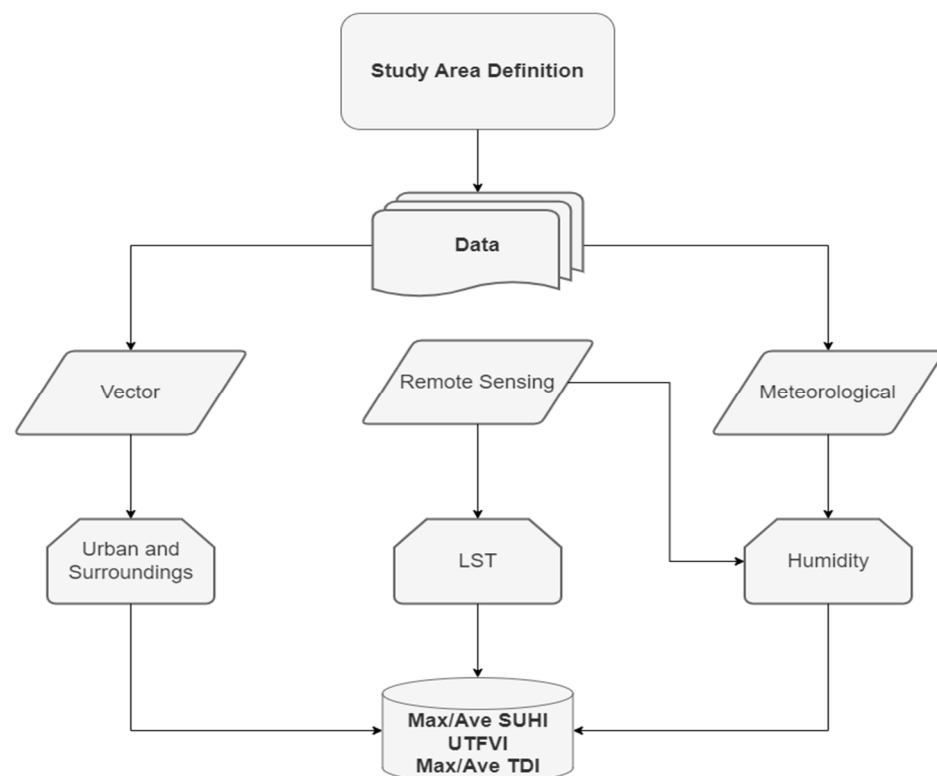 Study Area Definition
Data
Vector
Remote Sensing
Meteorological
Urban and
Surroundings
LST
Humidity
Max/Ave SUHI
UTFVI
Max/Ave TDI